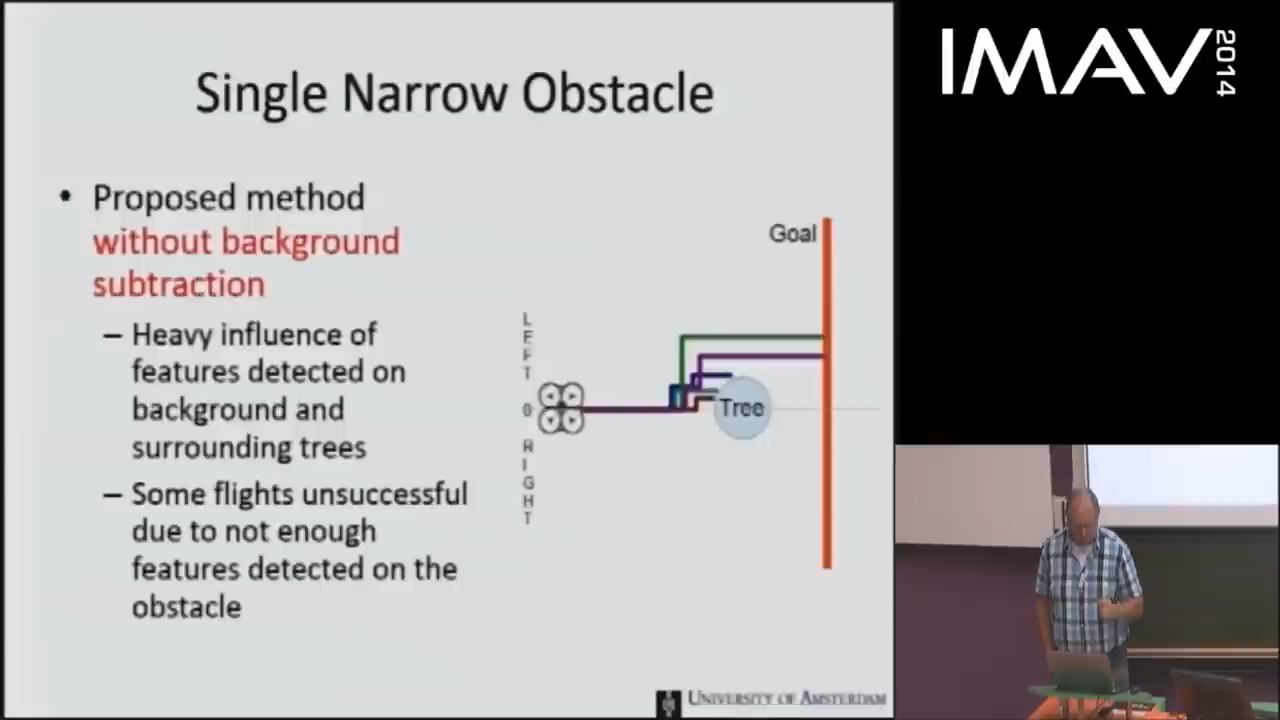 Single Narrow Obstacle
• Proposed method
without background
subtraction
– Heavy influence of
features detected on
background and
surrounding trees
– Some flights unsuccessful
due to not enough
features detected on the
obstacle
Goal
LEFT 0 RIGHT
Tree
UNIVERSITY OF AMSTERDAM
IMAV 2014